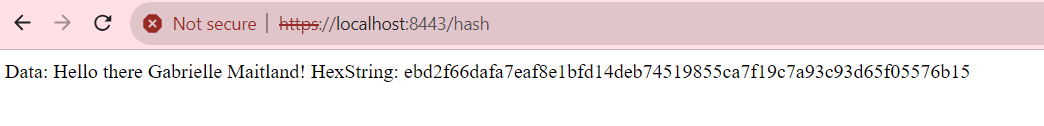 Not secure https://localhost:8443/hash
Data: Hello there Gabrielle Maitland! HexString: ebd2f66dafa7eaf8e1bfd14deb74519855ca7f19c7a93c93d65f05576b15